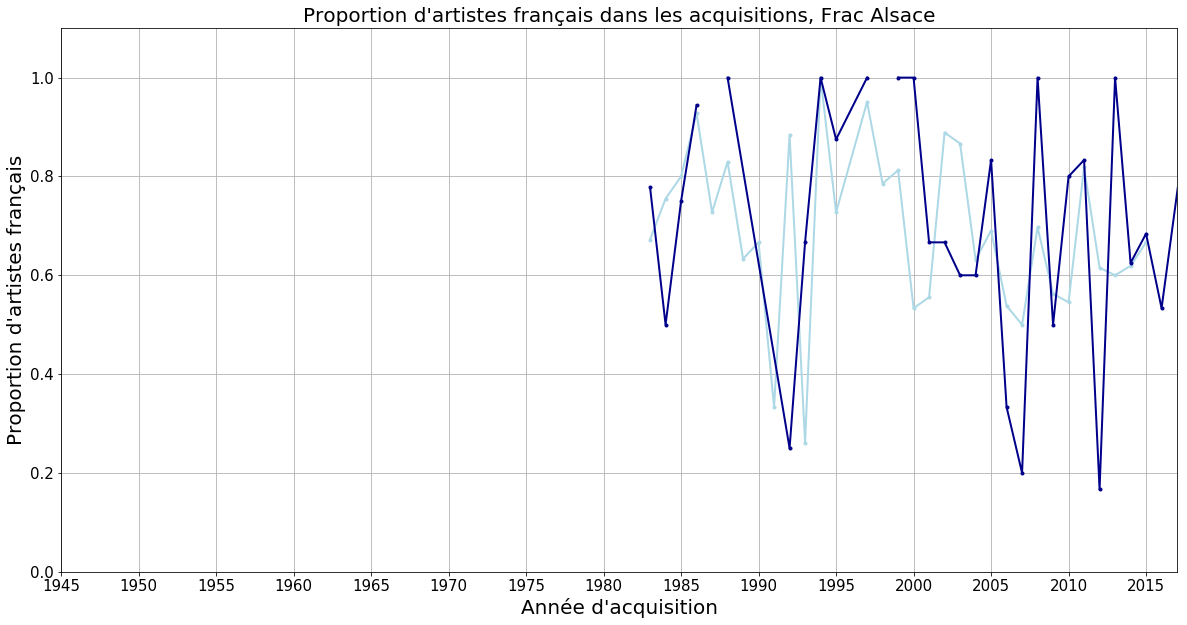 Proportion d'artistes français dans les acquisitions, Frac Alsace
Proportion d'artistes français
1.0
0.8
0.6
0.4
0.2
0.0
1945 1950 1955 1960 1965 1970 1975 1980 1985 1990 1995 2000 2005 2010 2015
Année d'acquisition